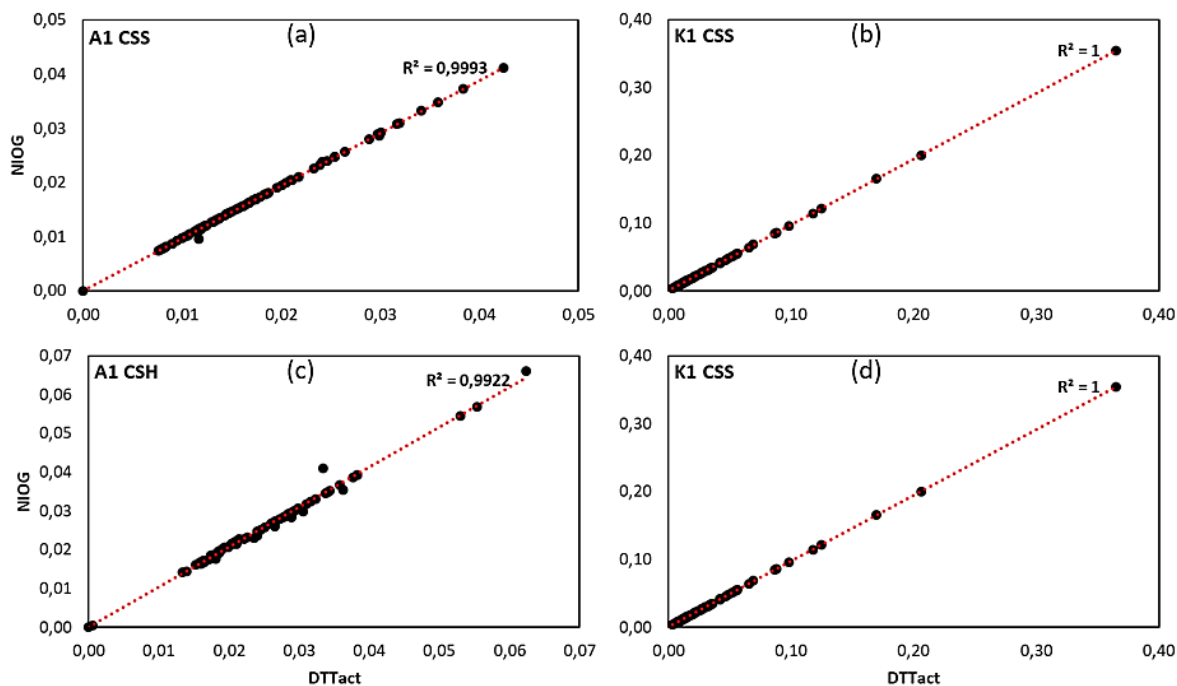 A1 CSS (a)
R² = 0,9993
NIOG
0,05
0,04
0,03
0,02
0,01
0,00
0,00 0,01 0,02 0,03 0,04 0,05
K1 CSS (b)
R² = 1
0,40
0,30
0,20
0,10
0,00
0,00 0,10 0,20 0,30 0,40
A1 CSH (c)
R² = 0,9922
NIOG
0,07
0,06
0,05
0,04
0,03
0,02
0,01
0,00
0,00 0,01 0,02 0,03 0,04 0,05 0,06 0,07
DTTact
K1 CSS (d)
R² = 1
0,40
0,30
0,20
0,10
0,00
0,00 0,10 0,20 0,30 0,40
DTTact